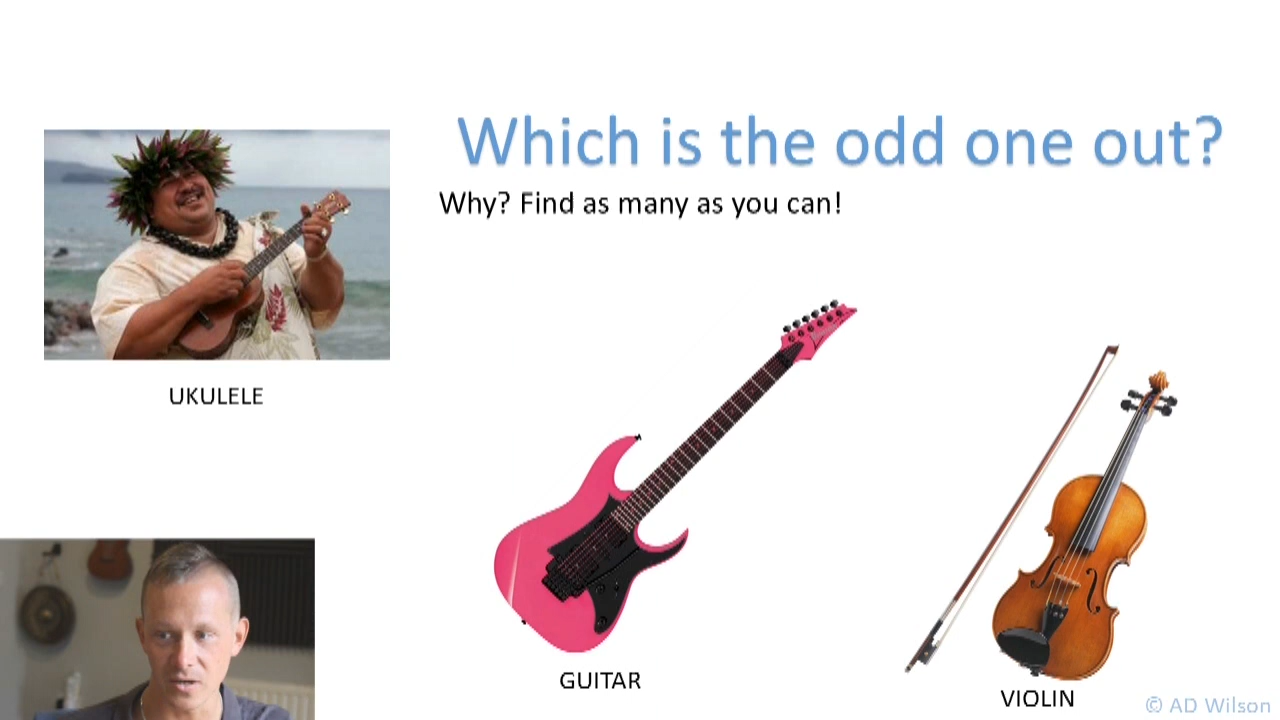 Which is the odd one out?
Why? Find as many as you can!
UKULELE
GUITAR
VIOLIN
© AD Wilson